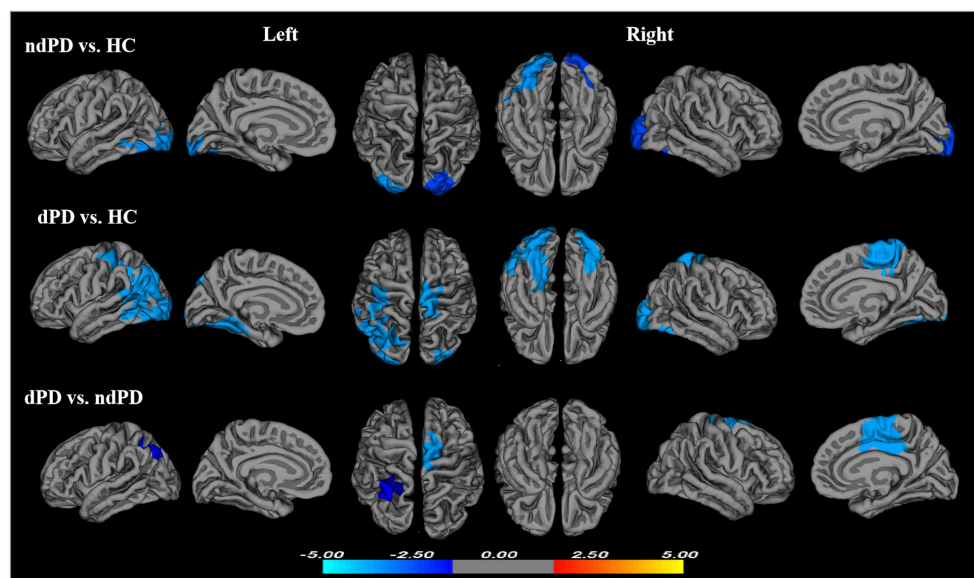 Left
Right
ndPD vs. HC
dPD vs. HC
dPD vs. ndPD
-5.00 -2.50 0.00 2.50 5.00